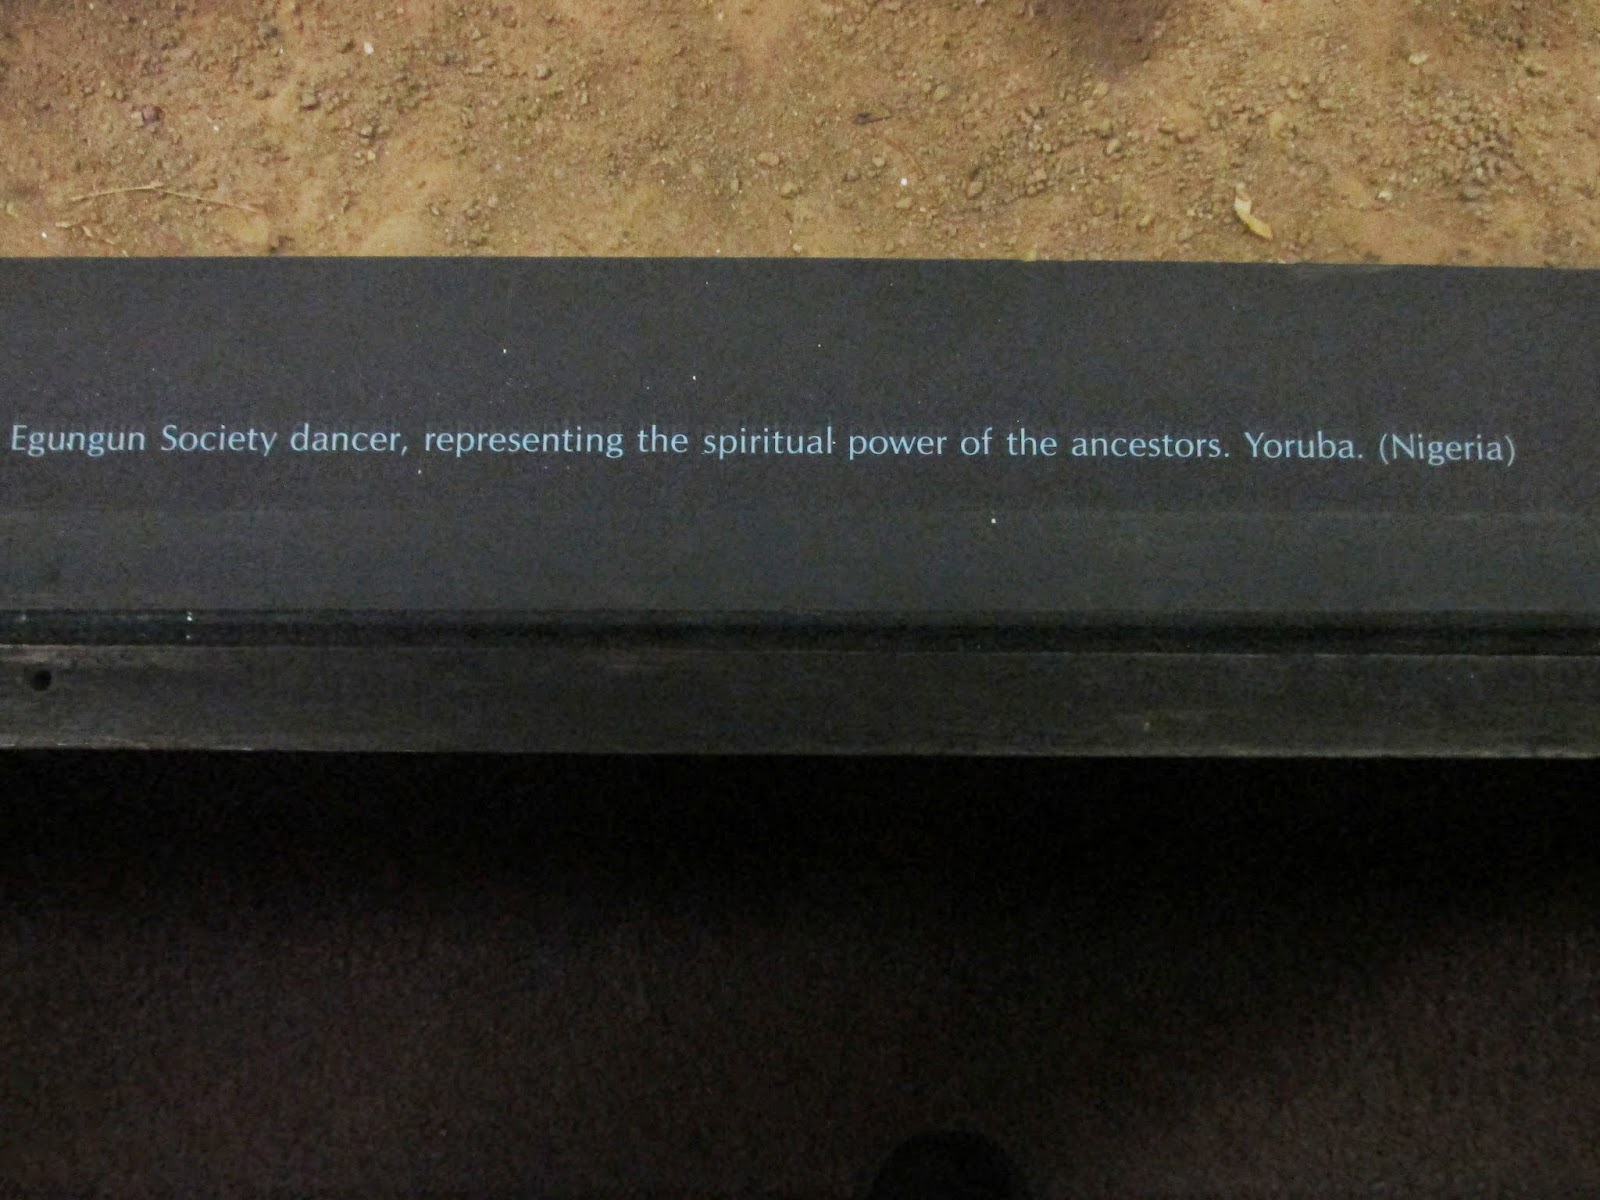 Egungun Society dancer, representing the spiritual power of the ancestors. Yoruba. (Nigeria)